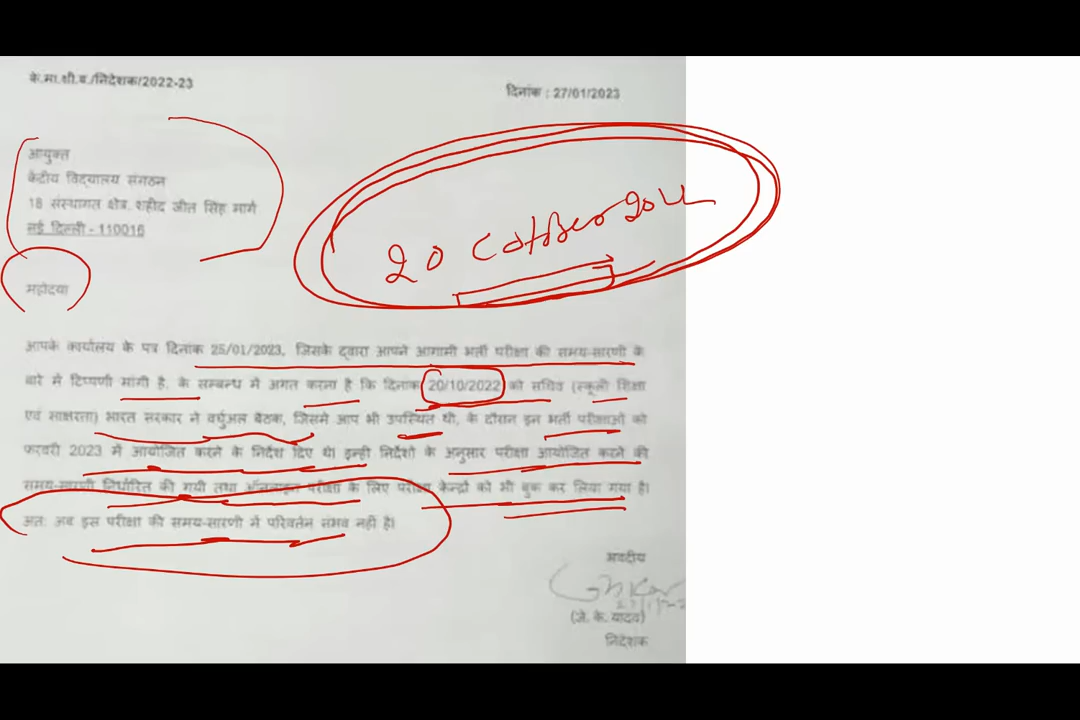 के.मा.शी.ब./निदेशक/2022-23
दिनांक : 27/01/2023
आयुक्त
केंद्रीय विद्यालय संगठन
18 संस्थागत क्षेत्र, शहीद जीत सिंह मार्ग
नई दिल्ली - 110016
20 October 2022
महोदया
आपके कार्यालय के पत्र दिनांक 25/01/2023, जिसके द्वारा आपने आगामी भर्ती परीक्षा की समय-सारणी के
बारे में टिप्पणी मांगी है, के सम्बन्ध में अगत करना है कि दिनांक 20/10/2022 को सचिव (स्कूली शिक्षा
एवं साक्षरता) भारत सरकार ने वर्चुअल बैठक, जिसमे आप भी उपस्थित थी, के दौरान इन भर्ती परीक्षाओं को
फरवरी 2023 में आयोजित करने के निर्देश दिए थे। इन्ही निर्देशों के अनुसार परीक्षा आयोजित करने की
समय-सारणी निर्धारित की गयी तथा ऑनलाइन परीक्षा के लिए परीक्षा केन्द्रों को भी बुक कर लिया गया है।
अतः अब इस परीक्षा की समय-सारणी में परिवर्तन संभव नहीं है।
भवदीय
(जे. के. यादव)
निदेशक